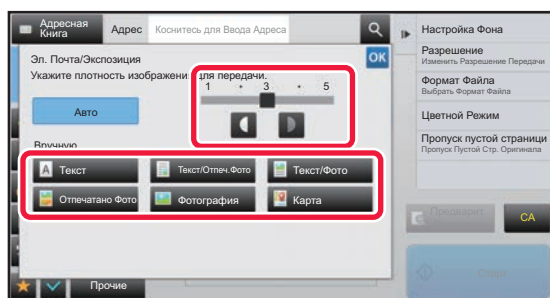 Адресная Книга
Адрес
Коснитесь для Ввода Адреса
Настройка Фона
Разрешение
Изменить Разрешение Передачи
Формат Файла
Выбрать Формат Файла
Цветной Режим
Пропуск пустой страници
Пропуск Пустой Стр. Оригинала
Эл. Почта/Экспозиция
OK
Укажите плотность изображения для передачи.
1 • 3 • 5
Авто
Вручную
A Текст
Текст/Отпеч.Фото
Текст/Фото
Отпечатано Фото
Фотография
Карта
Предварит
CA
Старт
Прочие